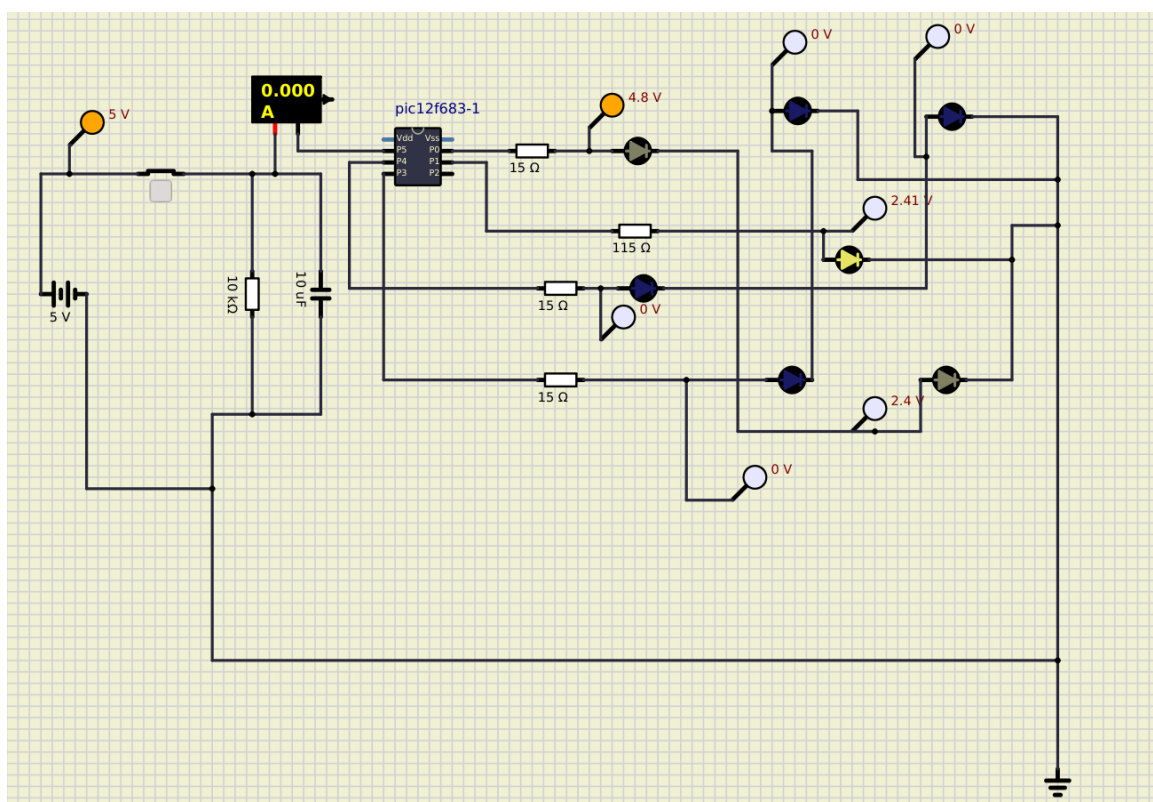 0 V
0 V
0.000
A
5 V
pic12f683-1
4.8 V
Vdd Vss
P5 P0
P4 P1
P3 P2
15 Ω
2.41 V
115 Ω
10 kΩ
10 uF
5 V
15 Ω
0 V
15 Ω
2.4 V
0 V